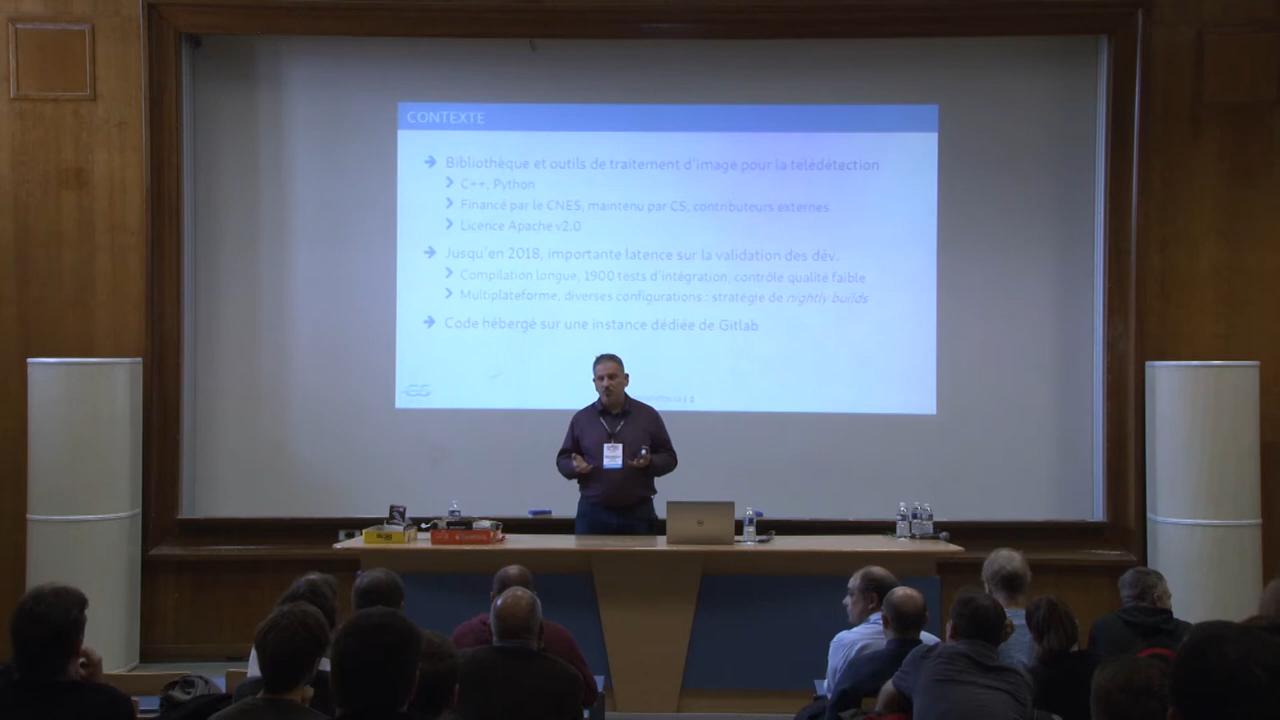 CONTEXTE
Bibliothèque et outils de traitement d'image pour la télédétection
C++, Python
Financé par le CNES, maintenu par CS, contributeurs externes
Licence Apache v2.0
Jusqu'en 2018, importante latence sur la validation des dév.
Compilation longue, 1900 tests d'intégration, contrôle qualité faible
Multiplateforme, diverses configurations : stratégie de nightly builds
Code hébergé sur une instance dédiée de Gitlab